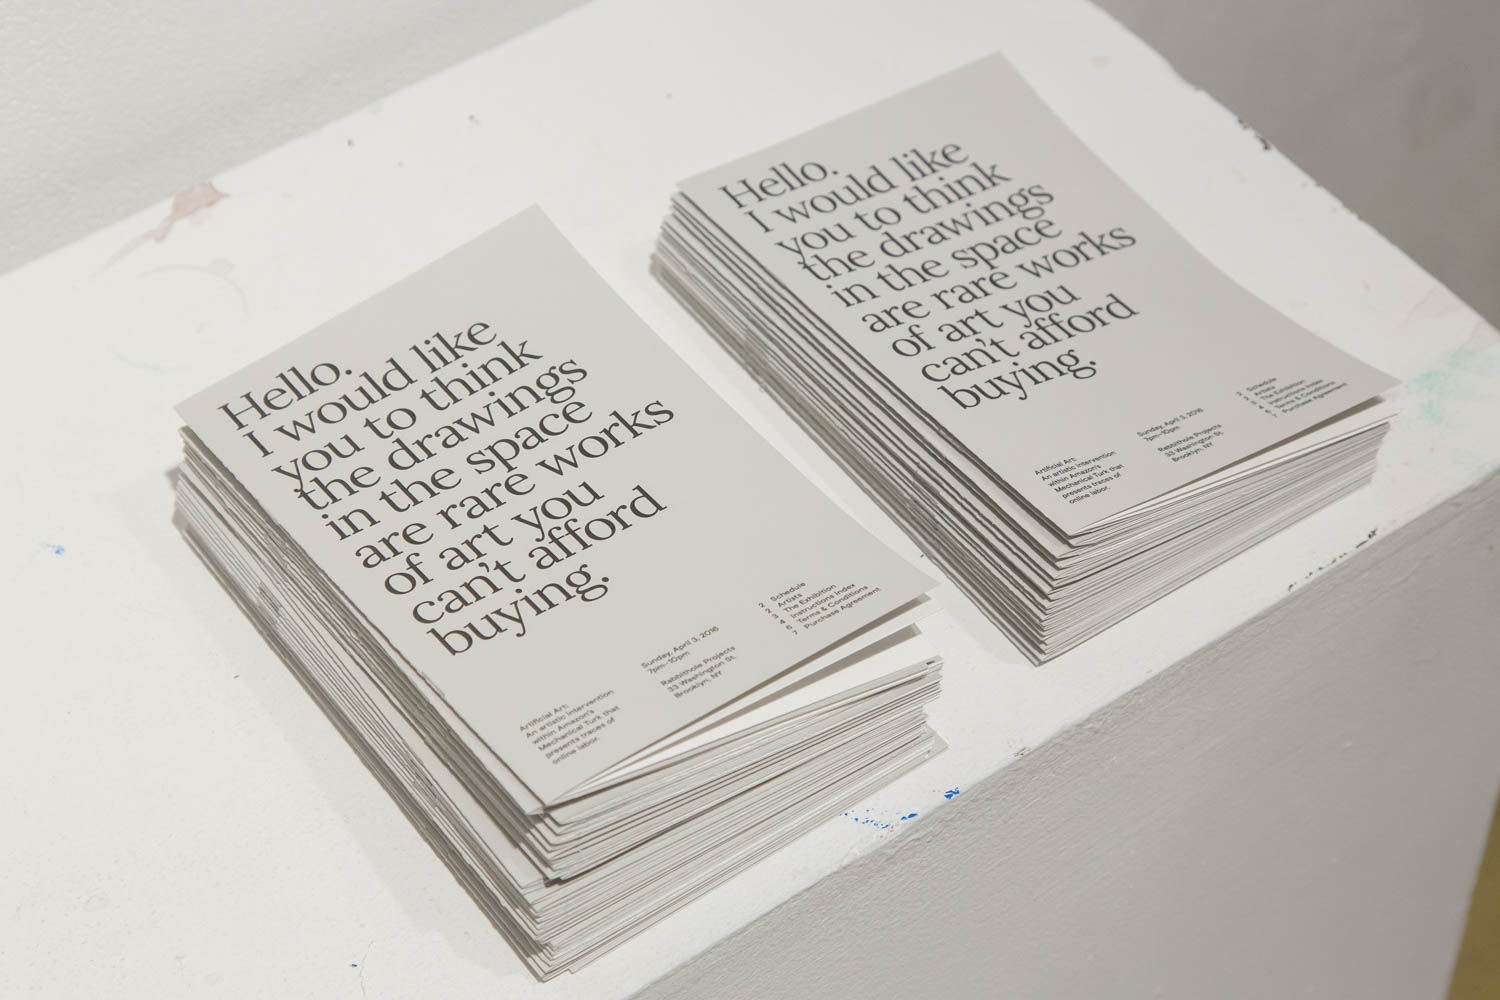 Hello.
I would like
you to think
the drawings
in the space
are rare works
of art you
can't afford
buying.
Artificial Art:
An artistic intervention
within Amazon's
Mechanical Turk that
presents traces of
online labor.
Sunday, April 3, 2016
7pm–10pm
Rabbithole Projects
33 Washington St.
Brooklyn, NY
2 Schedule
2 Artists
3 The Exhibition
4 Instructions Index
6 Terms & Conditions
7 Purchase Agreement
Hello.
I would like
you to think
the drawings
in the space
are rare works
of art you
can't afford
buying.
Artificial Art:
An artistic intervention
within Amazon's
Mechanical Turk that
presents traces of
online labor.
Sunday, April 3, 2016
7pm–10pm
Rabbithole Projects
33 Washington St.
Brooklyn, NY
2 Schedule
2 Artists
3 The Exhibition
4 Instructions Index
6 Terms & Conditions
7 Purchase Agreement